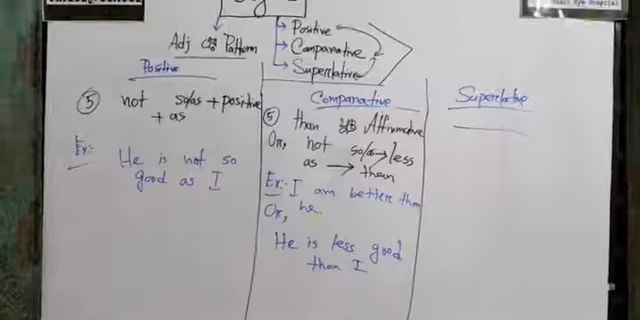 Positive
Adj Pattern
Comparative
Superlative
Positive
⑤ not so/as + positive
+ as
Ex:-
He is not so
good as I
Comparative
⑤ than Affirmative
Or, not so/as → less
as → than
Ex:- I am better than
Or, he.
He is less good
than I
Superlative